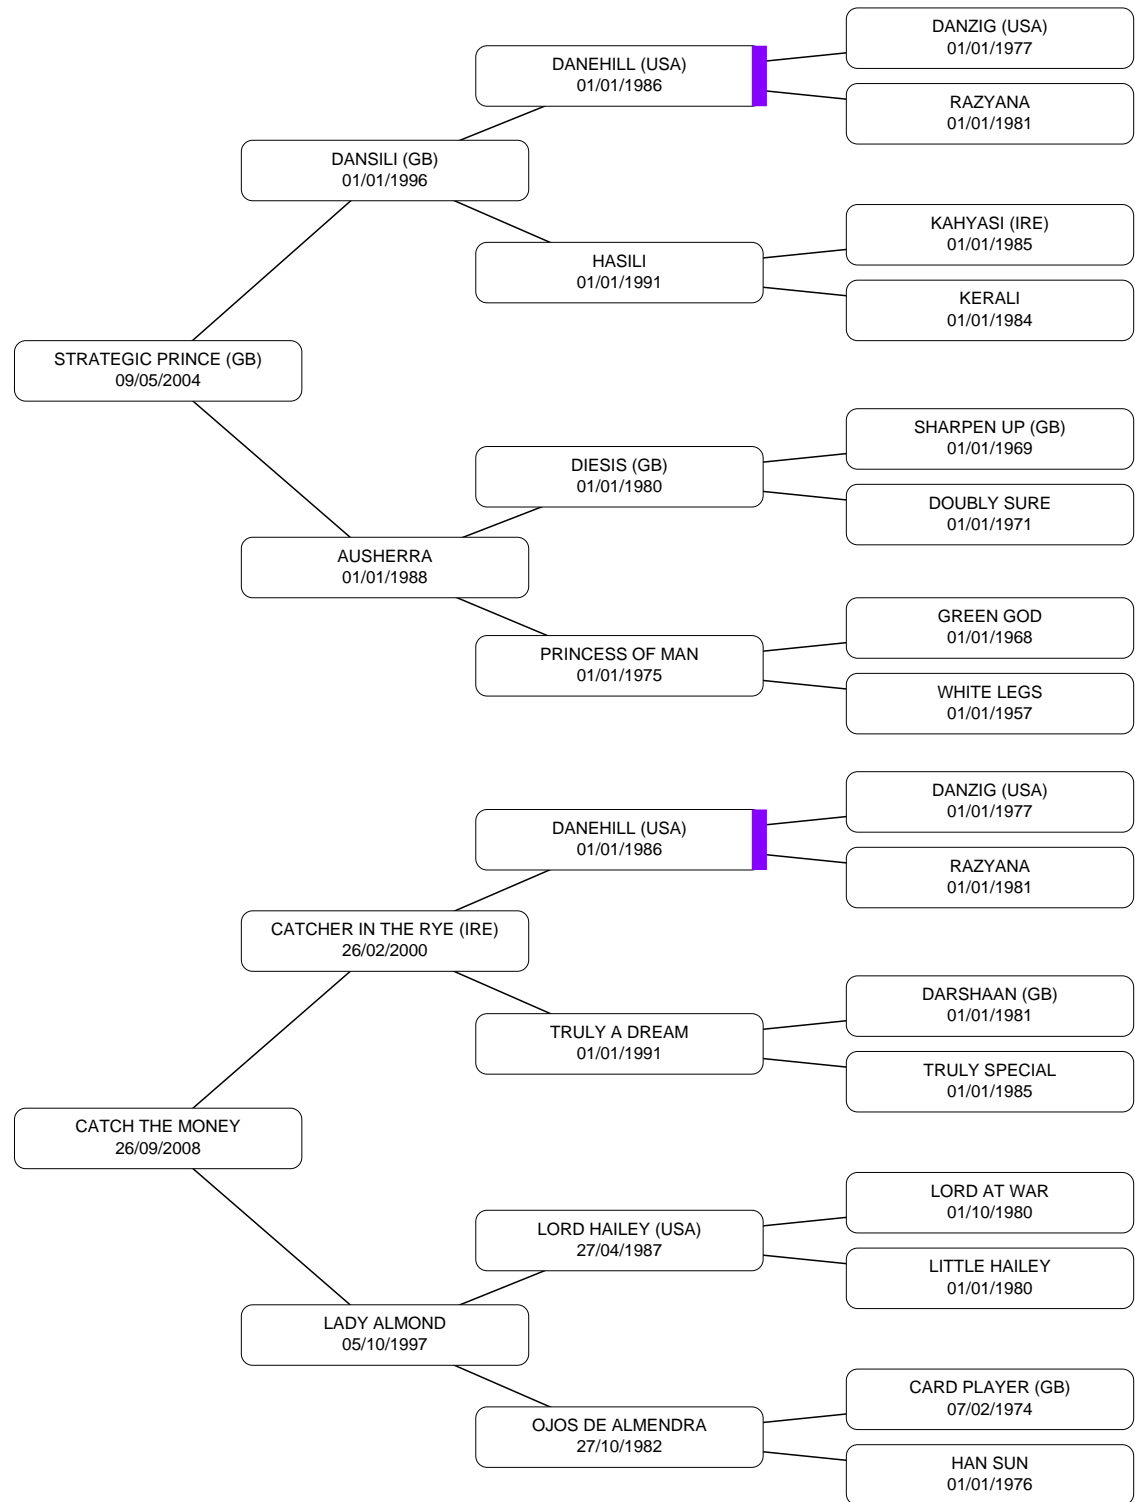 DANZIG (USA)
01/01/1977
DANEHILL (USA)
01/01/1986
RAZYANA
01/01/1981
DANSILI (GB)
01/01/1996
KAHYASI (IRE)
01/01/1985
HASILI
01/01/1991
KERALI
01/01/1984
STRATEGIC PRINCE (GB)
09/05/2004
SHARPEN UP (GB)
01/01/1969
DIESIS (GB)
01/01/1980
DOUBLY SURE
01/01/1971
AUSHERRA
01/01/1988
GREEN GOD
01/01/1968
PRINCESS OF MAN
01/01/1975
WHITE LEGS
01/01/1957
DANZIG (USA)
01/01/1977
DANEHILL (USA)
01/01/1986
RAZYANA
01/01/1981
CATCHER IN THE RYE (IRE)
26/02/2000
DARSHAAN (GB)
01/01/1981
TRULY A DREAM
01/01/1991
TRULY SPECIAL
01/01/1985
CATCH THE MONEY
26/09/2008
LORD AT WAR
01/10/1980
LORD HAILEY (USA)
27/04/1987
LITTLE HAILEY
01/01/1980
LADY ALMOND
05/10/1997
CARD PLAYER (GB)
07/02/1974
OJOS DE ALMENDRA
27/10/1982
HAN SUN
01/01/1976